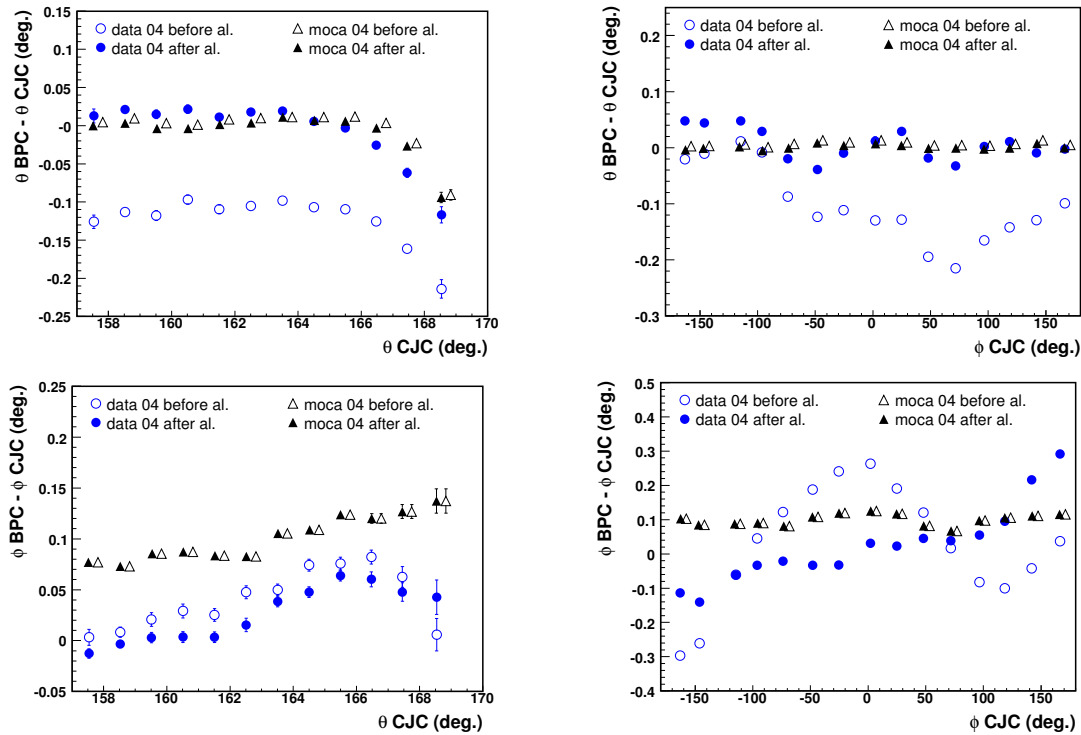 θ BPC - θ CJC (deg.)
0.15
0.1
0.05
-0
-0.05
-0.1
-0.15
-0.2
-0.25
data 04 before al.
data 04 after al.
moca 04 before al.
moca 04 after al.
158 160 162 164 166 168 170
θ CJC (deg.)
θ BPC - θ CJC (deg.)
0.2
0.1
0
-0.1
-0.2
-0.3
data 04 before al.
data 04 after al.
moca 04 before al.
moca 04 after al.
-150 -100 -50 0 50 100 150
ϕ CJC (deg.)
ϕ BPC - ϕ CJC (deg.)
0.25
0.2
0.15
0.1
0.05
0
-0.05
data 04 before al.
data 04 after al.
moca 04 before al.
moca 04 after al.
158 160 162 164 166 168 170
θ CJC (deg.)
ϕ BPC - ϕ CJC (deg.)
0.5
0.4
0.3
0.2
0.1
0
-0.1
-0.2
-0.3
-0.4
data 04 before al.
data 04 after al.
moca 04 before al.
moca 04 after al.
-150 -100 -50 0 50 100 150
ϕ CJC (deg.)